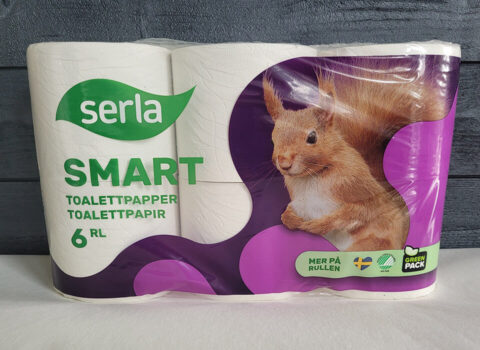 serla
SMART
TOALETTPAPPER
TOALETTPAPIR
6 RL
MER PÅ
RULLEN
GREEN
PACK